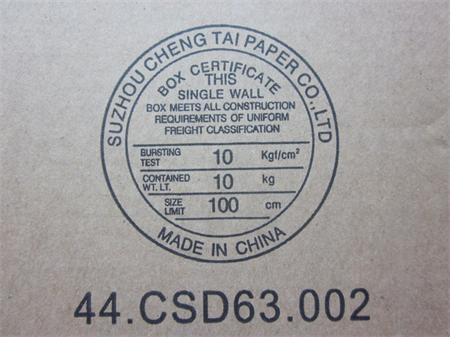 SUZHOU CHENG TAI PAPER CO.,LTD
BOX CERTIFICATE
THIS
SINGLE WALL
BOX MEETS ALL CONSTRUCTION
REQUIREMENTS OF UNIFORM
FREIGHT CLASSIFICATION
BURSTING TEST 10 Kgf/cm²
CONTAINED WT. LT. 10 kg
SIZE LIMIT 100 cm
MADE IN CHINA
44.CSD63.002